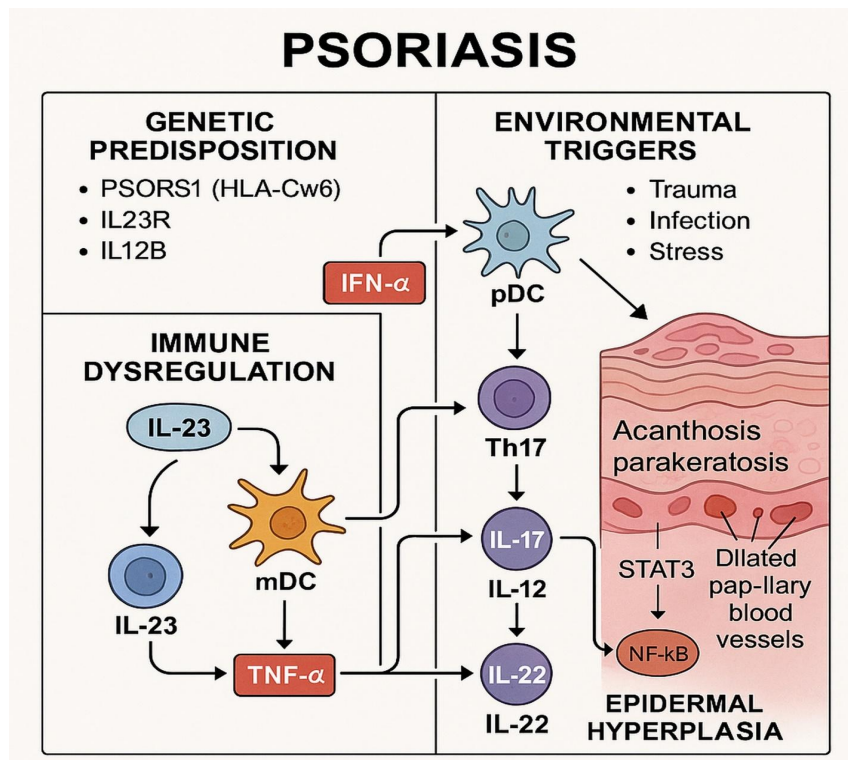 PSORIASIS
GENETIC
PREDISPOSITION
• PSORS1 (HLA-Cw6)
• IL23R
• IL12B
IFN-α
ENVIRONMENTAL
TRIGGERS
• Trauma
• Infection
• Stress
pDC
IMMUNE
DYSREGULATION
IL-23
mDC
IL-23
TNF-α
Th17
IL-17
IL-12
IL-22
IL-22
Acanthosis
parakeratosis
STAT3
Dllated
pap-llary
blood
vessels
NF-kB
EPIDERMAL
HYPERPLASIA